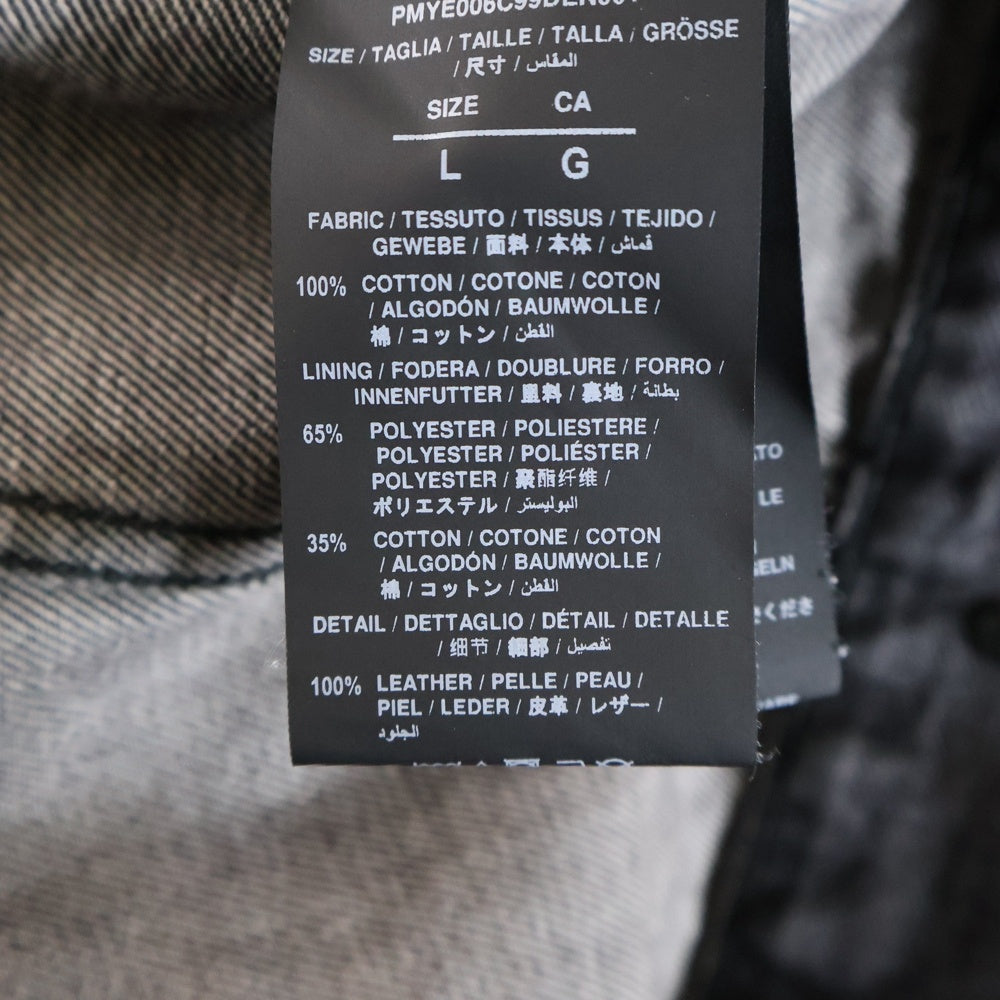 SIZE / TAGLIA / TAILLE / TALLA / GRÖSSE
/ 尺寸 / المقاس
SIZE CA
L G
FABRIC / TESSUTO / TISSUS / TEJIDO /
GEWEBE / 面料 / 本体 / قماش
100% COTTON / COTONE / COTON
/ ALGODÓN / BAUMWOLLE /
棉 / コットン / القطن
LINING / FODERA / DOUBLURE / FORRO /
INNENFUTTER / 里料 / 裏地 / بطانة
65% POLYESTER / POLIESTERE /
POLYESTER / POLIÉSTER /
POLYESTER / 聚酯纤维 /
ポリエステル / البوليستر
35% COTTON / COTONE / COTON
/ ALGODÓN / BAUMWOLLE /
棉 / コットン / القطن
DETAIL / DETTAGLIO / DÉTAIL / DETALLE
/ 细节 / 細部 / تفصيل
100% LEATHER / PELLE / PEAU /
PIEL / LEDER / 皮革 / レザー /
الجلود
LE